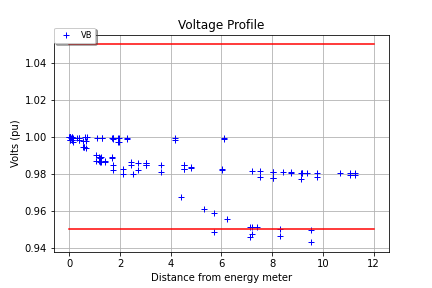 Voltage Profile
VB
1.04
1.02
1.00
0.98
0.96
0.94
Volts (pu)
0 2 4 6 8 10 12
Distance from energy meter